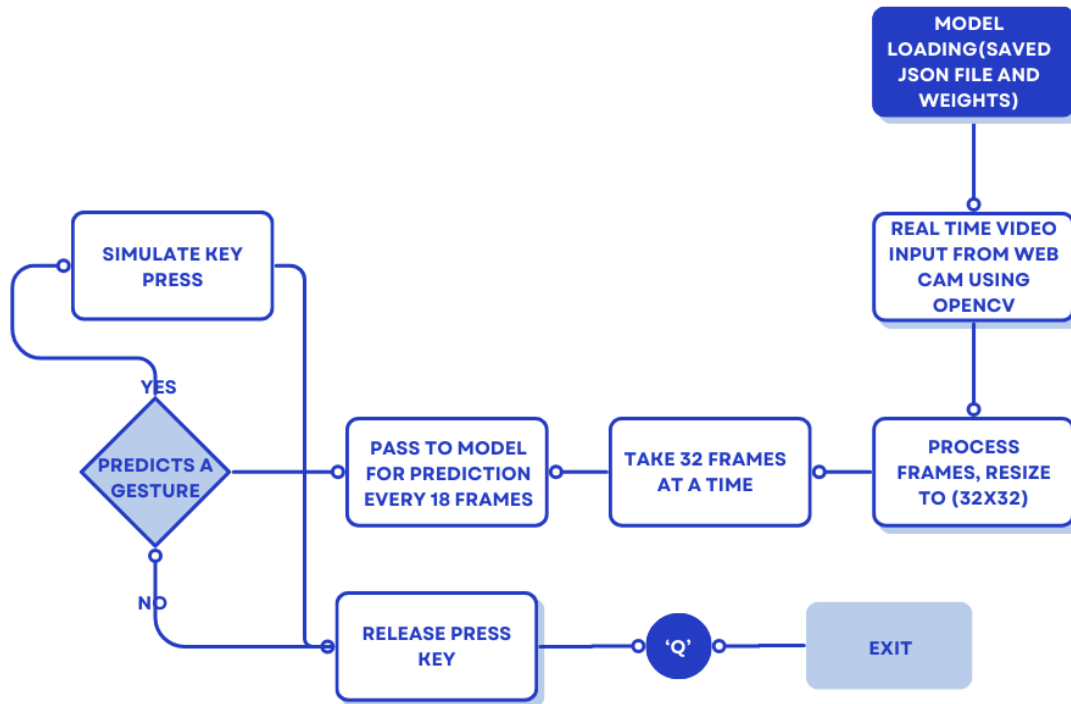 MODEL
LOADING(SAVED
JSON FILE AND
WEIGHTS)
REAL TIME VIDEO
INPUT FROM WEB
CAM USING
OPENCV
PROCESS
FRAMES, RESIZE
TO (32X32)
TAKE 32 FRAMES
AT A TIME
PASS TO MODEL
FOR PREDICTION
EVERY 18 FRAMES
PREDICTS A
GESTURE
YES
SIMULATE KEY
PRESS
NO
RELEASE PRESS
KEY
‘Q’
EXIT